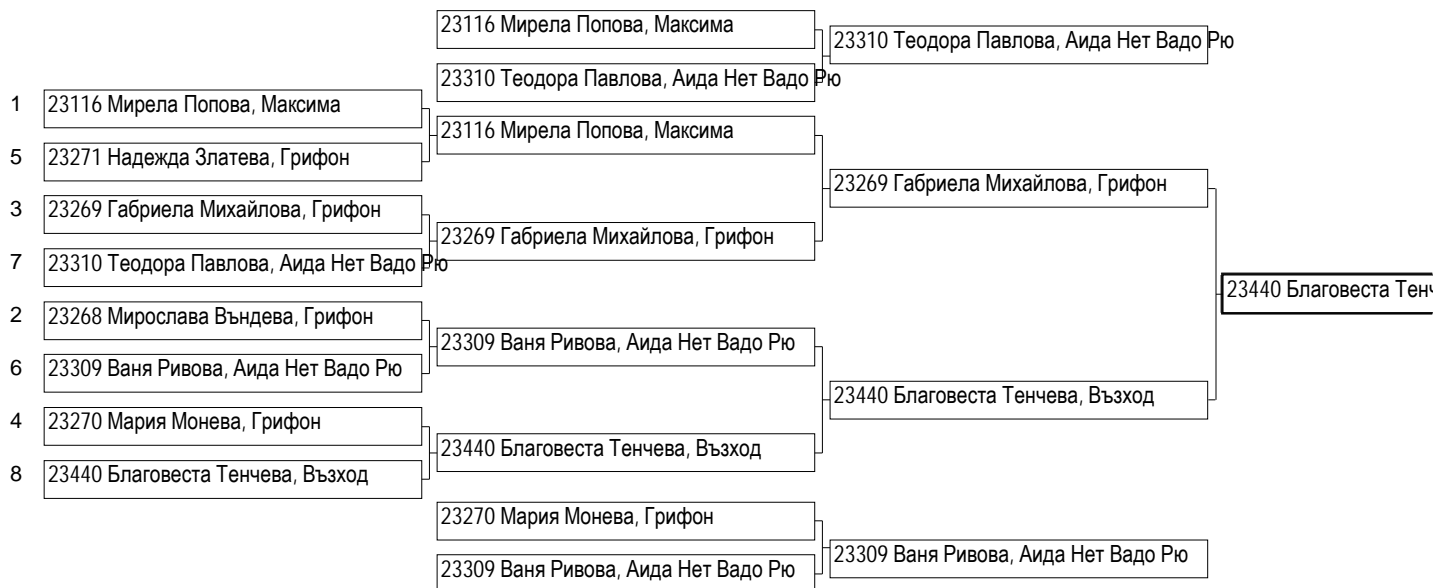 23116 Мирела Попова, Максима
23310 Теодора Павлова, Аида Нет Вадо Рю
23310 Теодора Павлова, Аида Нет Вадо Рю
1 23116 Мирела Попова, Максима
23116 Мирела Попова, Максима
5 23271 Надежда Златева, Грифон
23269 Габриела Михайлова, Грифон
3 23269 Габриела Михайлова, Грифон
23269 Габриела Михайлова, Грифон
7 23310 Теодора Павлова, Аида Нет Вадо Рю
23440 Благовеста Тенч
2 23268 Мирослава Въндева, Грифон
23309 Ваня Ривова, Аида Нет Вадо Рю
6 23309 Ваня Ривова, Аида Нет Вадо Рю
23440 Благовеста Тенчева, Възход
4 23270 Мария Монева, Грифон
23440 Благовеста Тенчева, Възход
8 23440 Благовеста Тенчева, Възход
23270 Мария Монева, Грифон
23309 Ваня Ривова, Аида Нет Вадо Рю
23309 Ваня Ривова, Аида Нет Вадо Рю